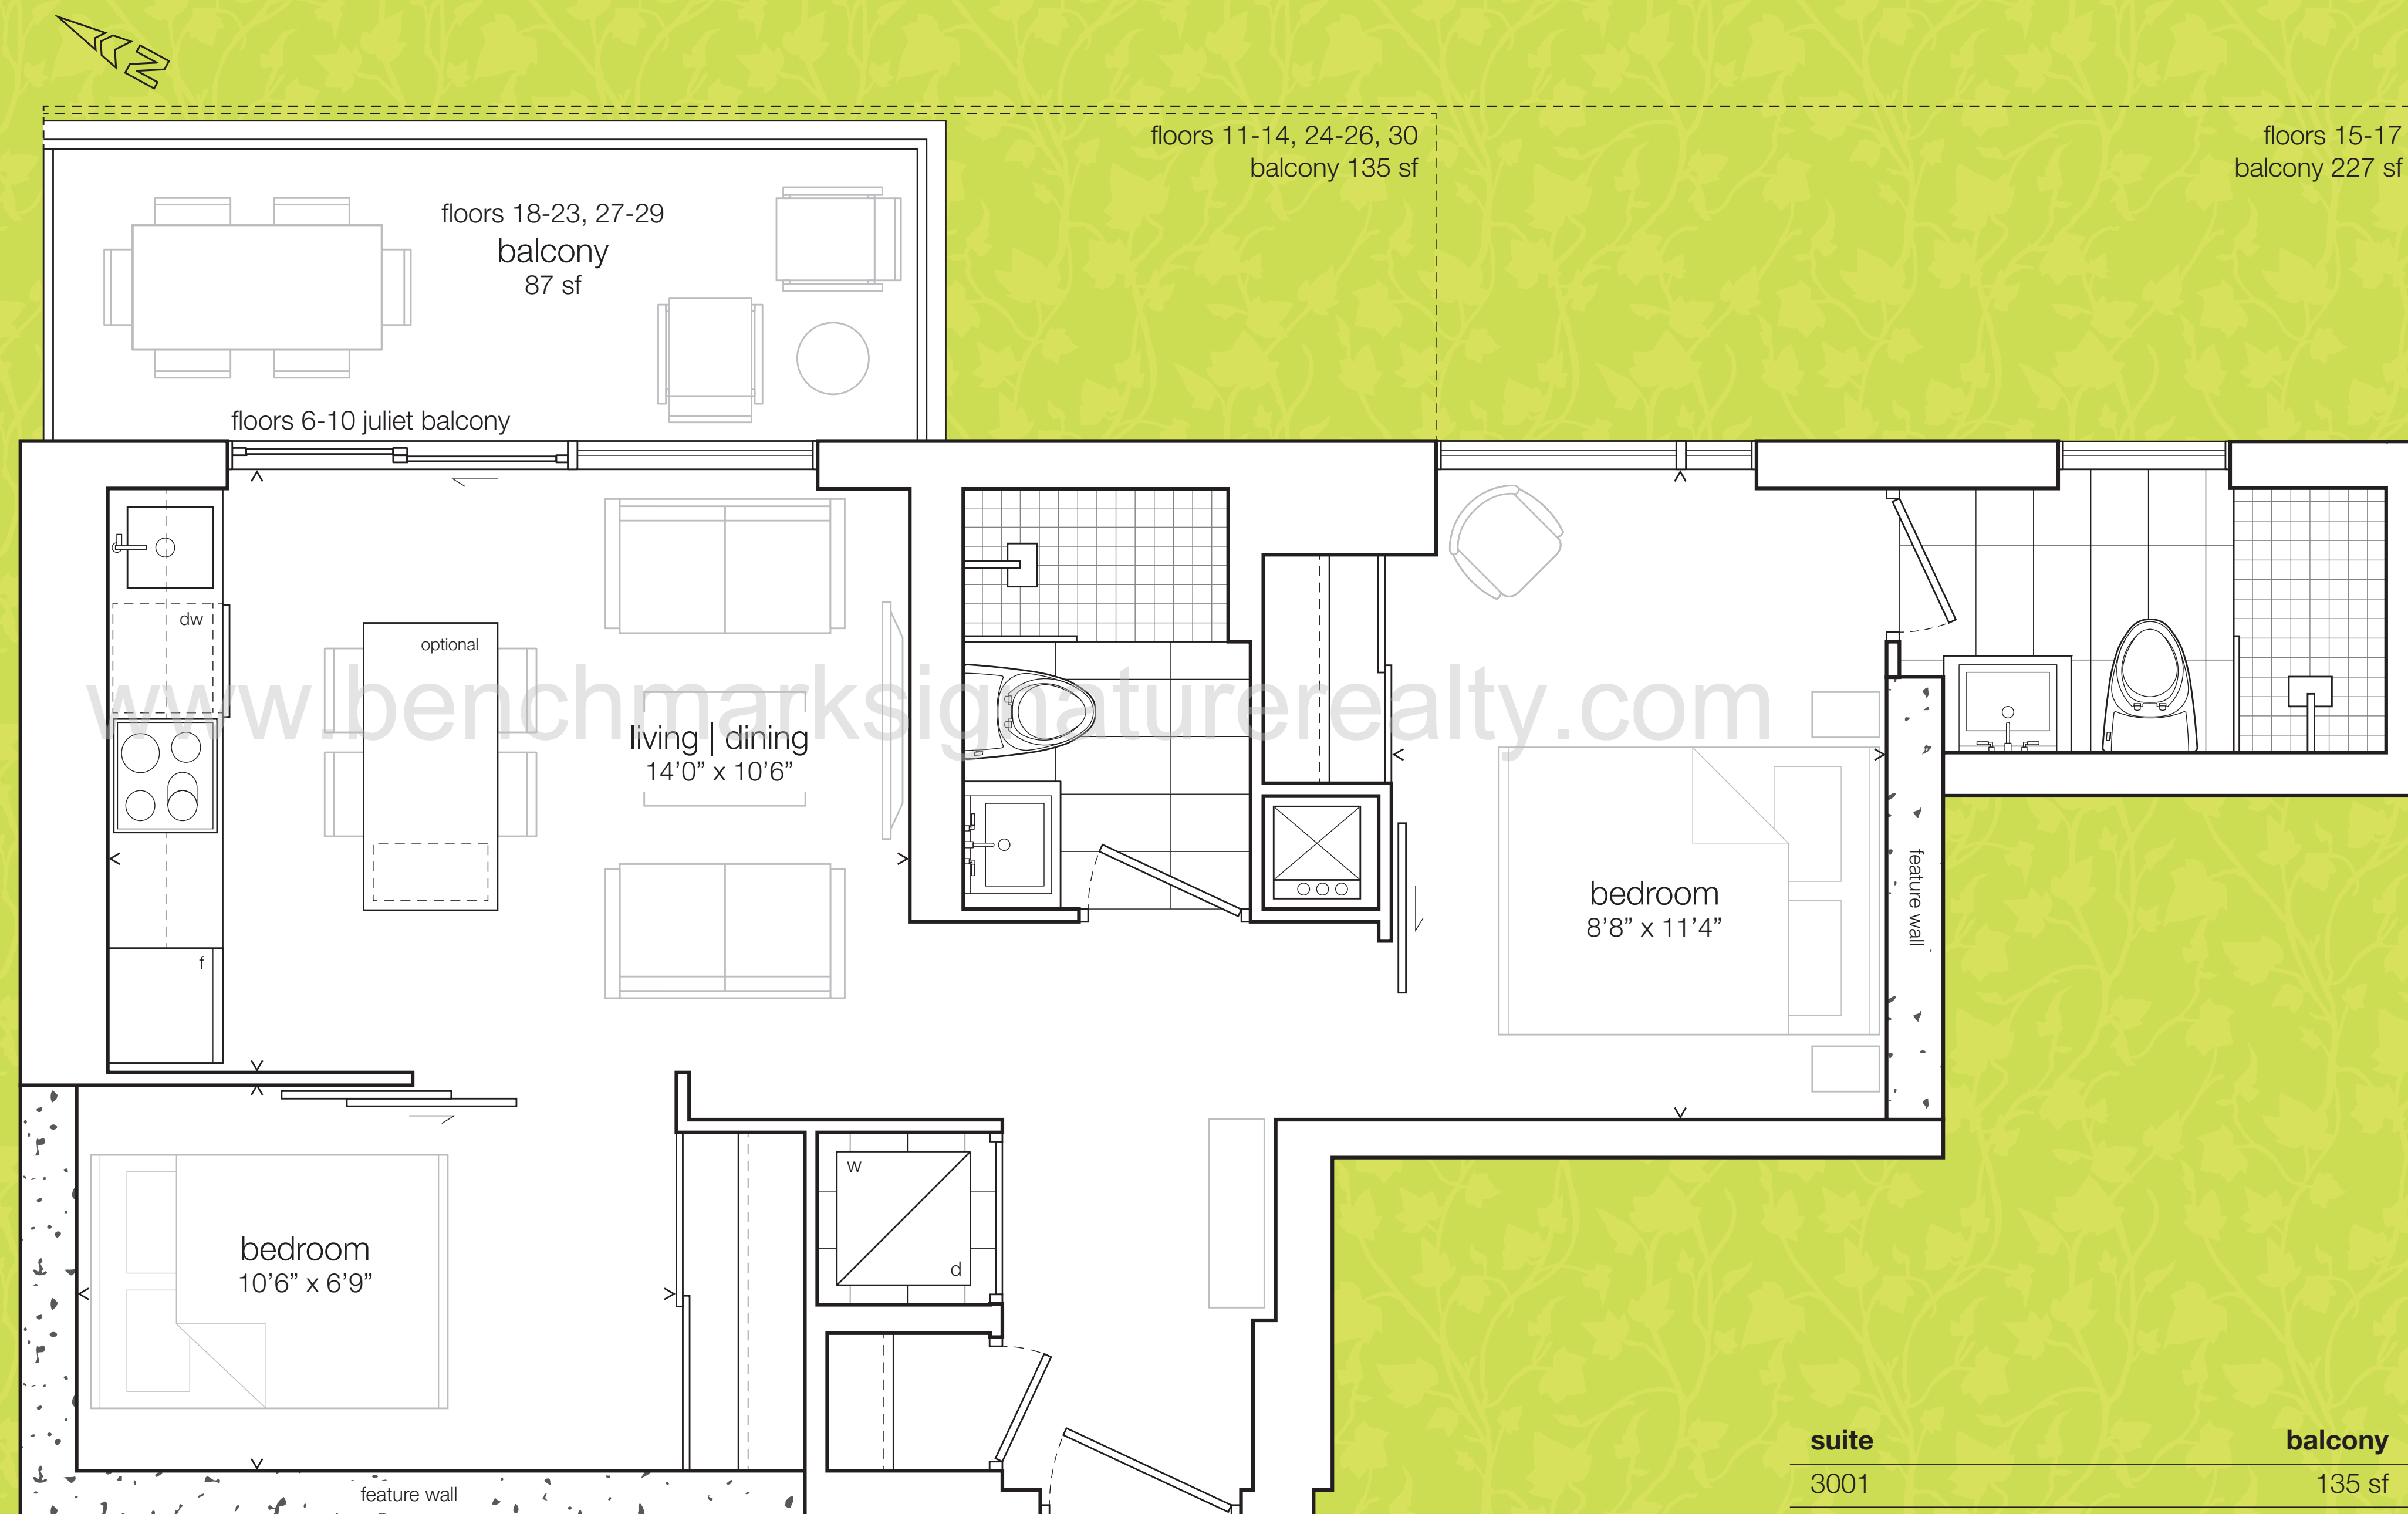 N
floors 11-14, 24-26, 30
balcony 135 sf
floors 15-17
balcony 227 sf
floors 18-23, 27-29
balcony
87 sf
floors 6-10 juliet balcony
dw
optional
www.benchmarksignaturerealty.com
living | dining
14’0” x 10’6”
bedroom
8’8” x 11’4”
feature wall
f
w
d
bedroom
10’6” x 6’9”
feature wall
suite balcony
3001 135 sf